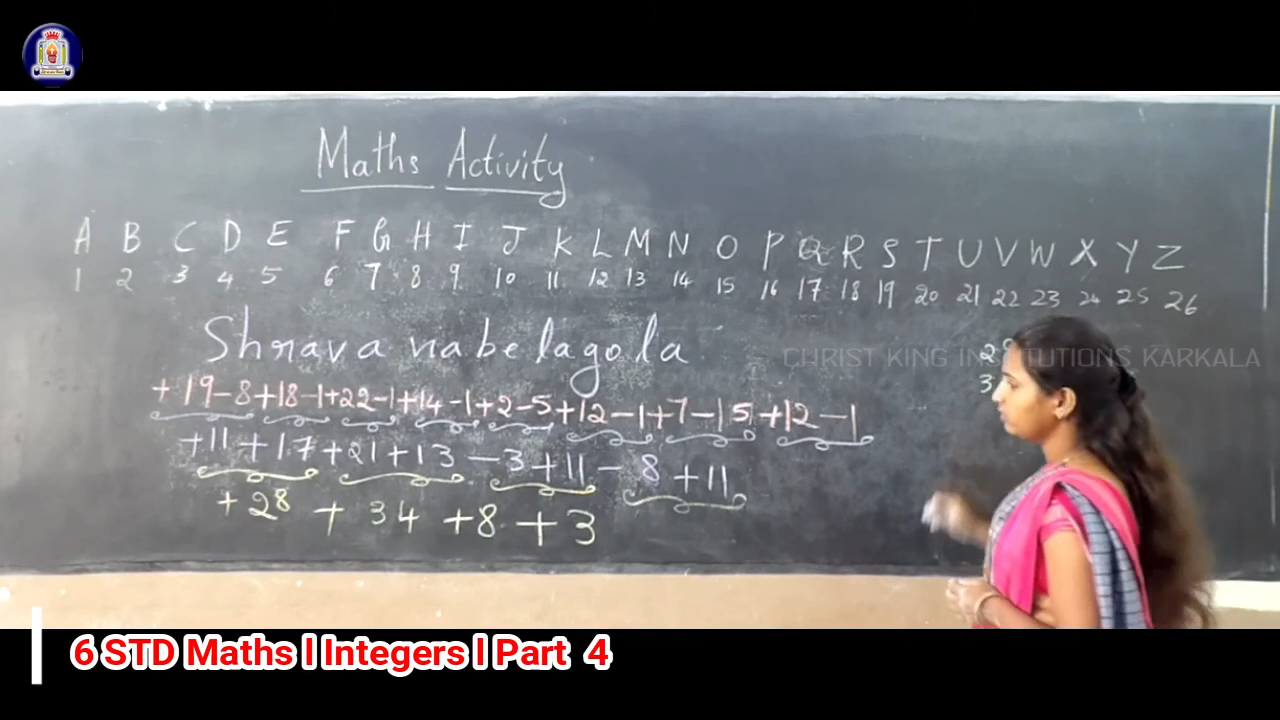 Maths Activity
A B C D E F G H I J K L M N O P Q R S T U V W X Y Z
1 2 3 4 5 6 7 8 9 10 11 12 13 14 15 16 17 18 19 20 21 22 23 24 25 26
Shravanabelagola
CHRIST KING INSTITUTIONS, KARKALA
+19-8+18-1+22-1+14-1+2-5+12-1+7-15+12-1
+11+17+21+13-3+11-8+11
+28+34+8+3
6 STD Maths l Integers l Part 4